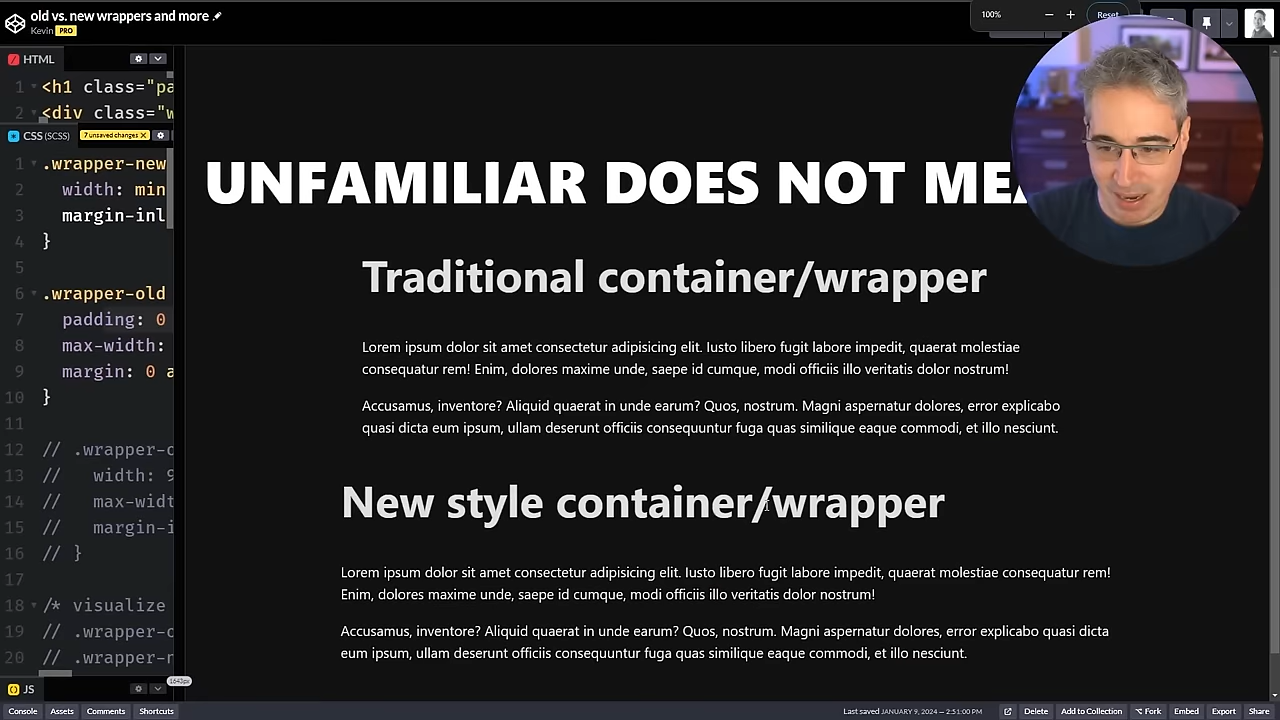 old vs. new wrappers and more
Kevin PRO
100% − + Reset
HTML
1 <h1 class="pa
2 <div class="w
CSS (SCSS) 7 unsaved changes X
1 .wrapper-new
2 width: min
3 margin-inl
4 }
5
6 .wrapper-old
7 padding: 0
8 max-width:
9 margin: 0 a
10 }
11
12 // .wrapper-o
13 // width: 9
14 // max-widt
15 // margin-i
16 // }
17
18 /* visualize
19 // .wrapper-o
20 // .wrapper-n
JS
UNFAMILIAR DOES NOT MEA
Traditional container/wrapper
Lorem ipsum dolor sit amet consectetur adipisicing elit. Iusto libero fugit labore impedit, quaerat molestiae
consequatur rem! Enim, dolores maxime unde, saepe id cumque, modi officiis illo veritatis dolor nostrum!
Accusamus, inventore? Aliquid quaerat in unde earum? Quos, nostrum. Magni aspernatur dolores, error explicabo
quasi dicta eum ipsum, ullam deserunt officiis consequuntur fuga quas similique eaque commodi, et illo nesciunt.
New style container/wrapper
Lorem ipsum dolor sit amet consectetur adipisicing elit. Iusto libero fugit labore impedit, quaerat molestiae consequatur rem!
Enim, dolores maxime unde, saepe id cumque, modi officiis illo veritatis dolor nostrum!
Accusamus, inventore? Aliquid quaerat in unde earum? Quos, nostrum. Magni aspernatur dolores, error explicabo quasi dicta
eum ipsum, ullam deserunt officiis consequuntur fuga quas similique eaque commodi, et illo nesciunt.
Console Assets Comments Shortcuts Last saved JANUARY 9, 2024 — 2:51:00 PM Delete Add to Collection Fork Embed Export Share